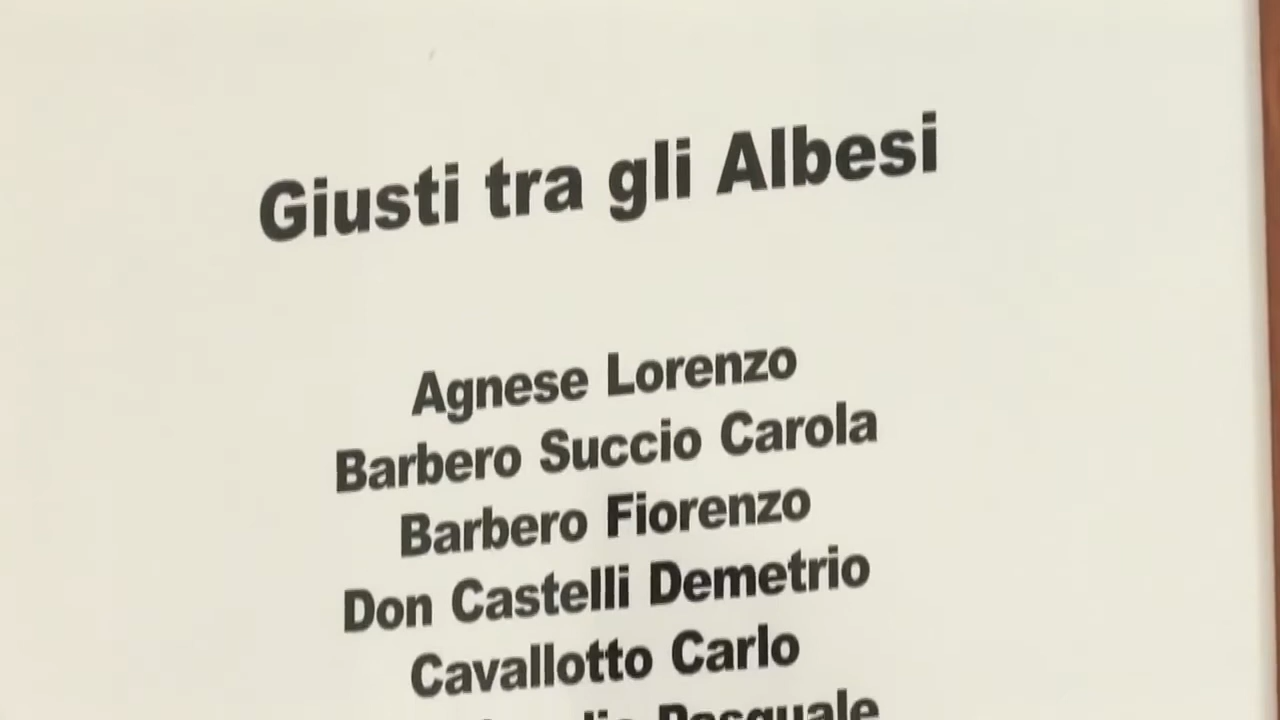 Giusti tra gli Albesi
Agnese Lorenzo
Barbero Succio Carola
Barbero Fiorenzo
Don Castelli Demetrio
Cavallotto Carlo
Pasquale